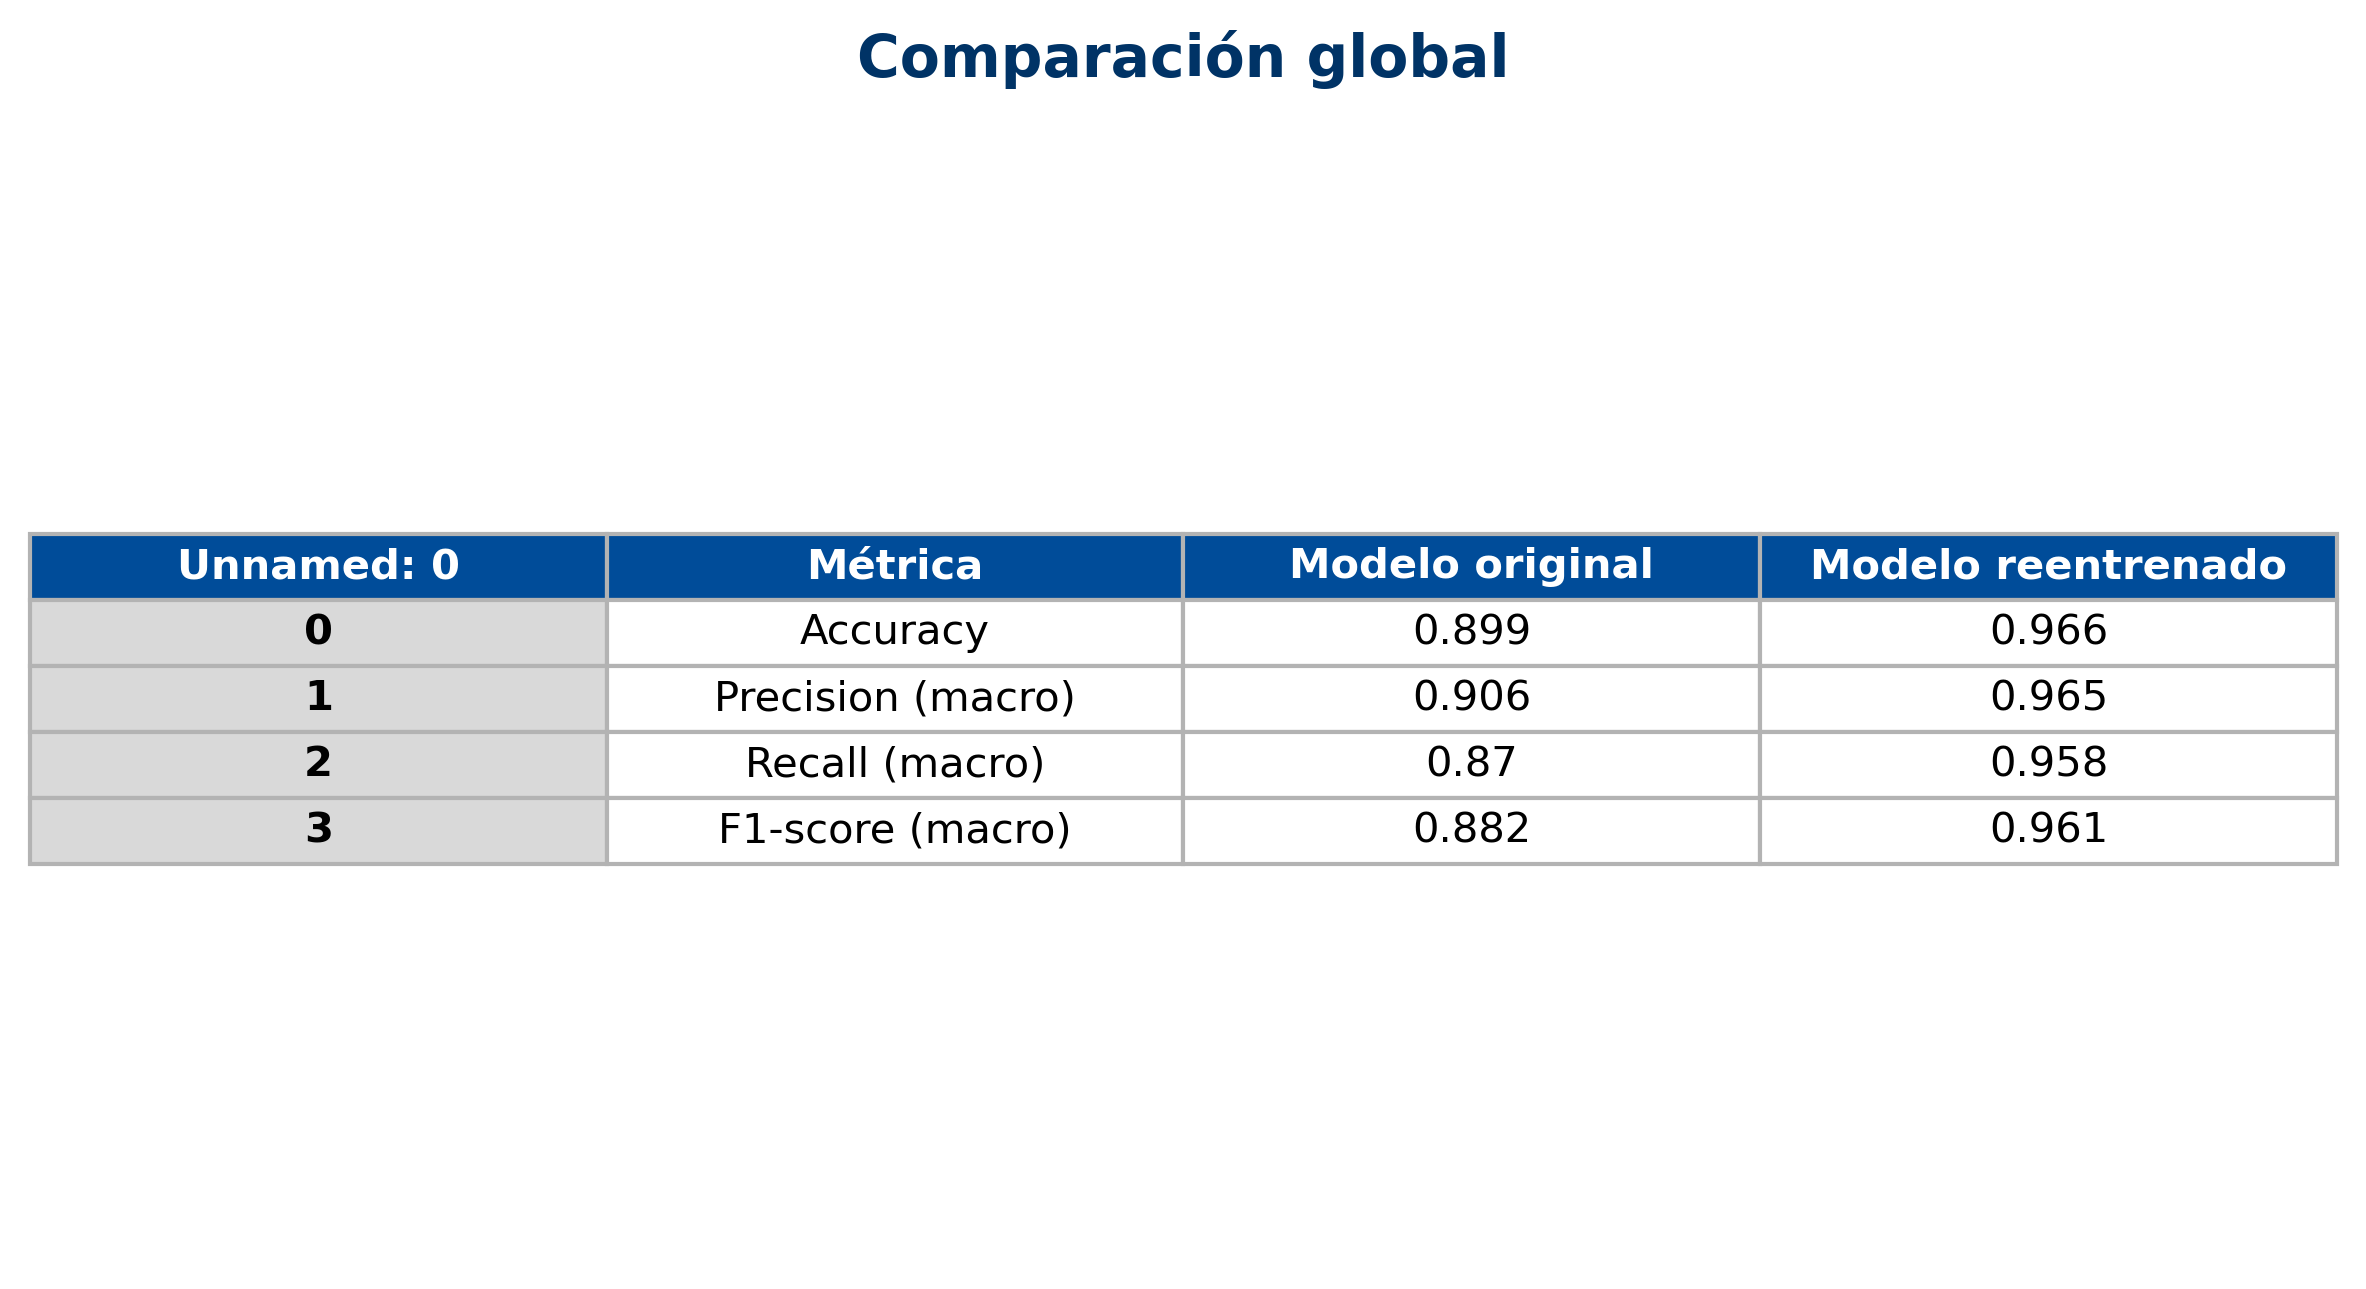 Comparación global
Unnamed: 0 Métrica Modelo original Modelo reentrenado
0 Accuracy 0.899 0.966
1 Precision (macro) 0.906 0.965
2 Recall (macro) 0.87 0.958
3 F1-score (macro) 0.882 0.961